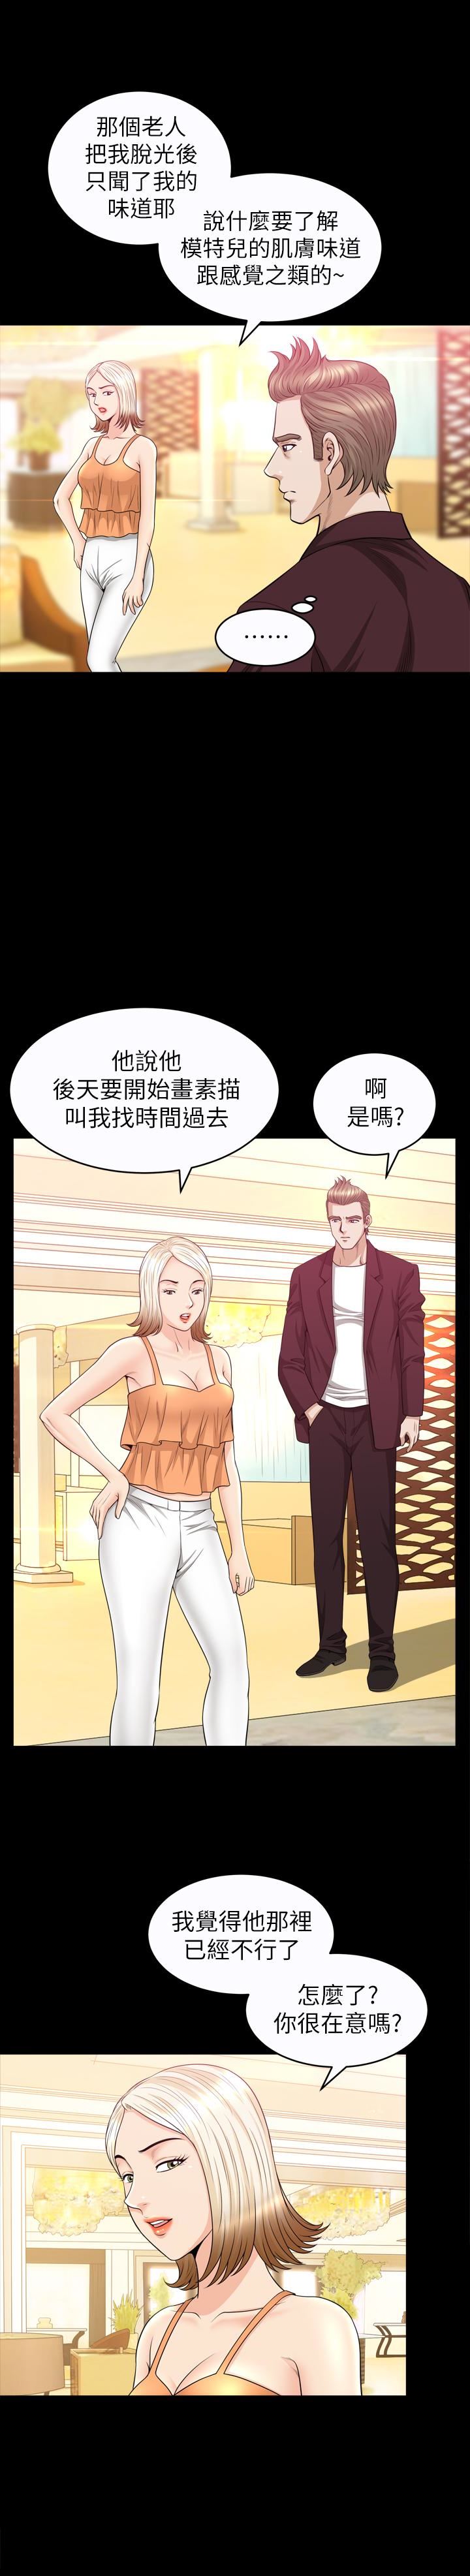 那個老人
把我脫光後
只聞了我的
味道耶
說什麼要了解
模特兒的肌膚味道
跟感覺之類的~
……
他說他
後天要開始畫素描
叫我找時間過去
啊
是嗎?
我覺得他那裡
已經不行了
怎麼了?
你很在意嗎?